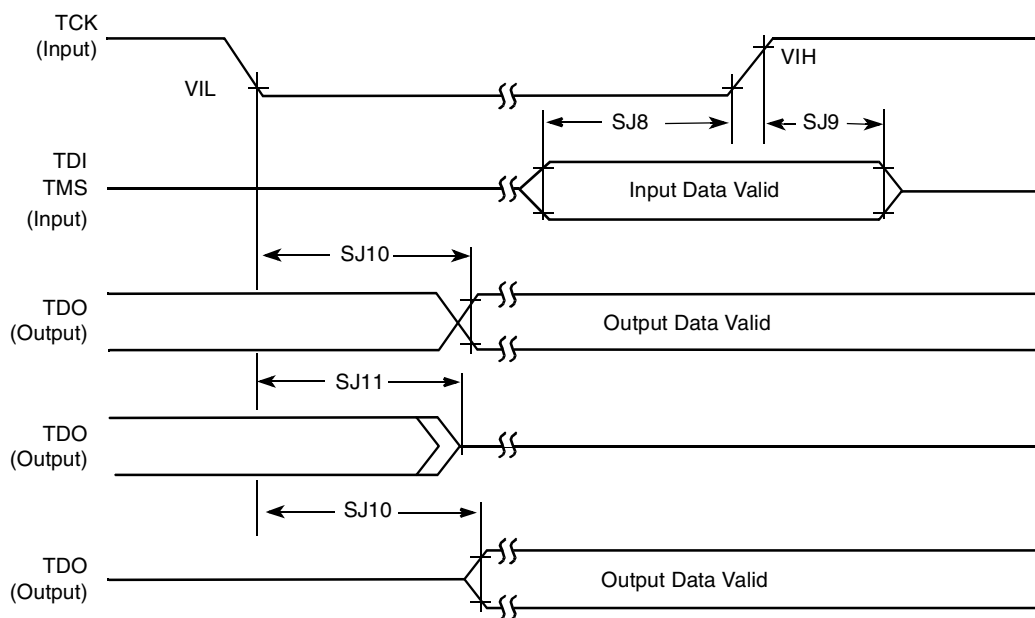 TCK
(Input)
VIL
VIH
SJ8
SJ9
TDI
TMS
(Input)
Input Data Valid
SJ10
TDO
(Output)
Output Data Valid
SJ11
TDO
(Output)
SJ10
TDO
(Output)
Output Data Valid